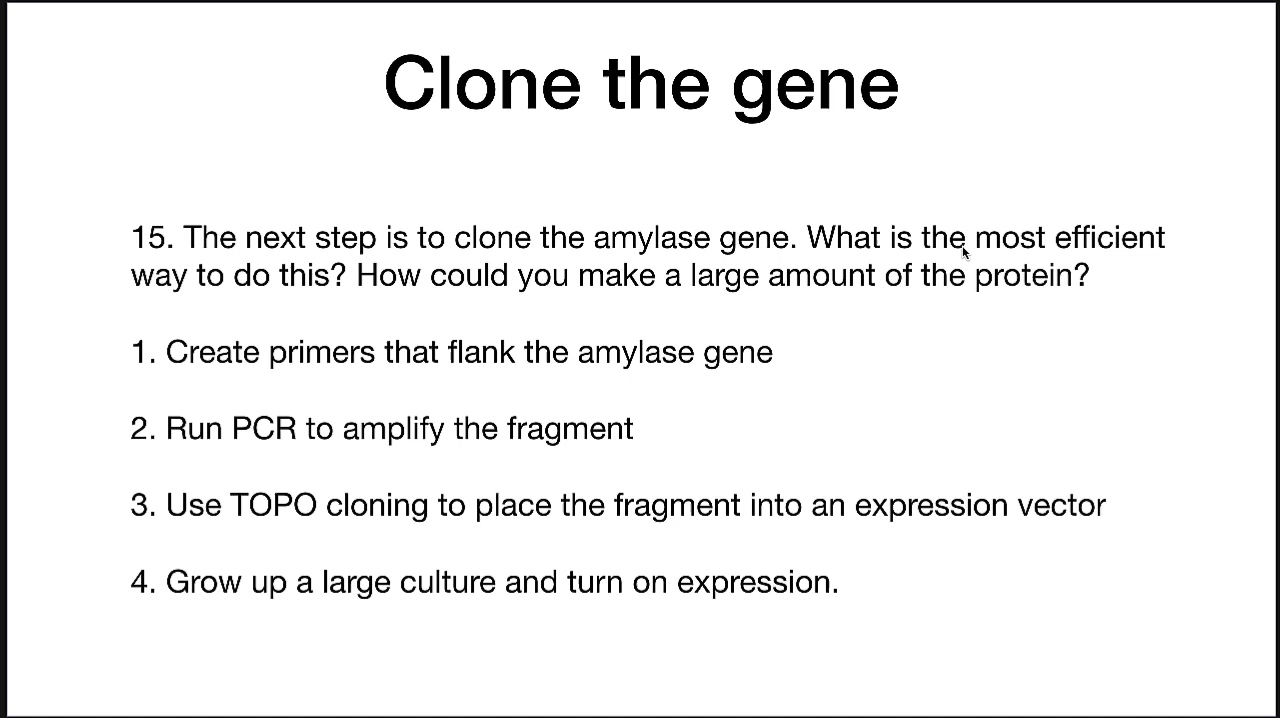 Clone the gene
15. The next step is to clone the amylase gene. What is the most efficient
way to do this? How could you make a large amount of the protein?
1. Create primers that flank the amylase gene
2. Run PCR to amplify the fragment
3. Use TOPO cloning to place the fragment into an expression vector
4. Grow up a large culture and turn on expression.